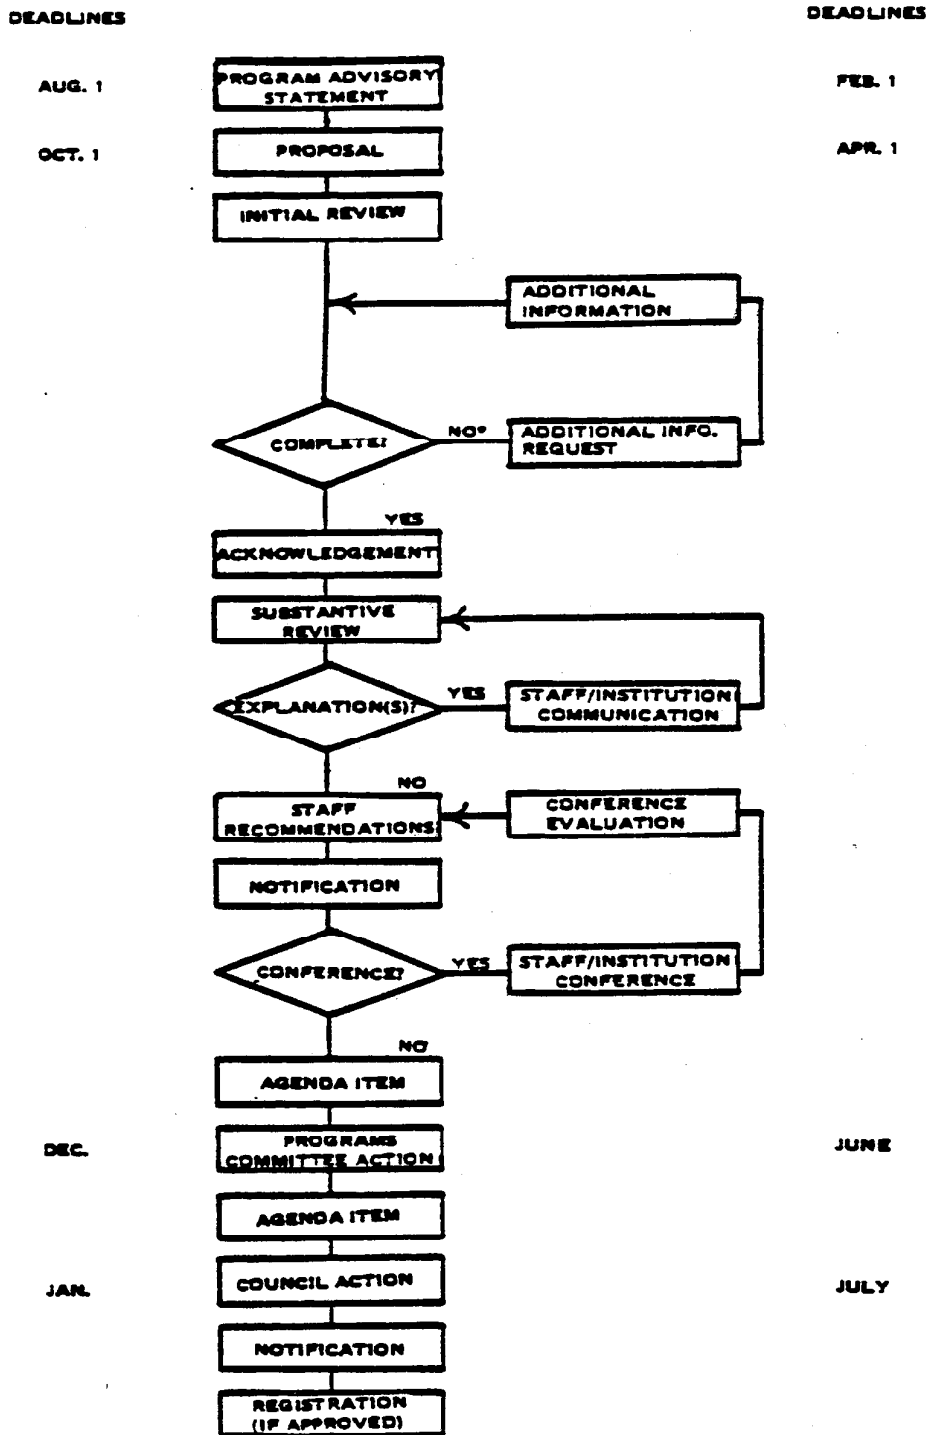 DEADLINES
DEADLINES
AUG. 1
PROGRAM ADVISORY
STATEMENT
FEB. 1
OCT. 1
PROPOSAL
APR. 1
INITIAL REVIEW
ADDITIONAL
INFORMATION
COMPLETE?
NO*
ADDITIONAL INFO.
REQUEST
YES
ACKNOWLEDGEMENT
SUBSTANTIVE
REVIEW
EXPLANATION(S)?
YES
STAFF/INSTITUTION
COMMUNICATION
NO
STAFF
RECOMMENDATIONS
CONFERENCE
EVALUATION
NOTIFICATION
CONFERENCE?
YES
STAFF/INSTITUTION
CONFERENCE
NO
AGENDA ITEM
DEC.
PROGRAMS
COMMITTEE ACTION
JUNE
AGENDA ITEM
JAN.
COUNCIL ACTION
JULY
NOTIFICATION
REGISTRATION
(IF APPROVED)